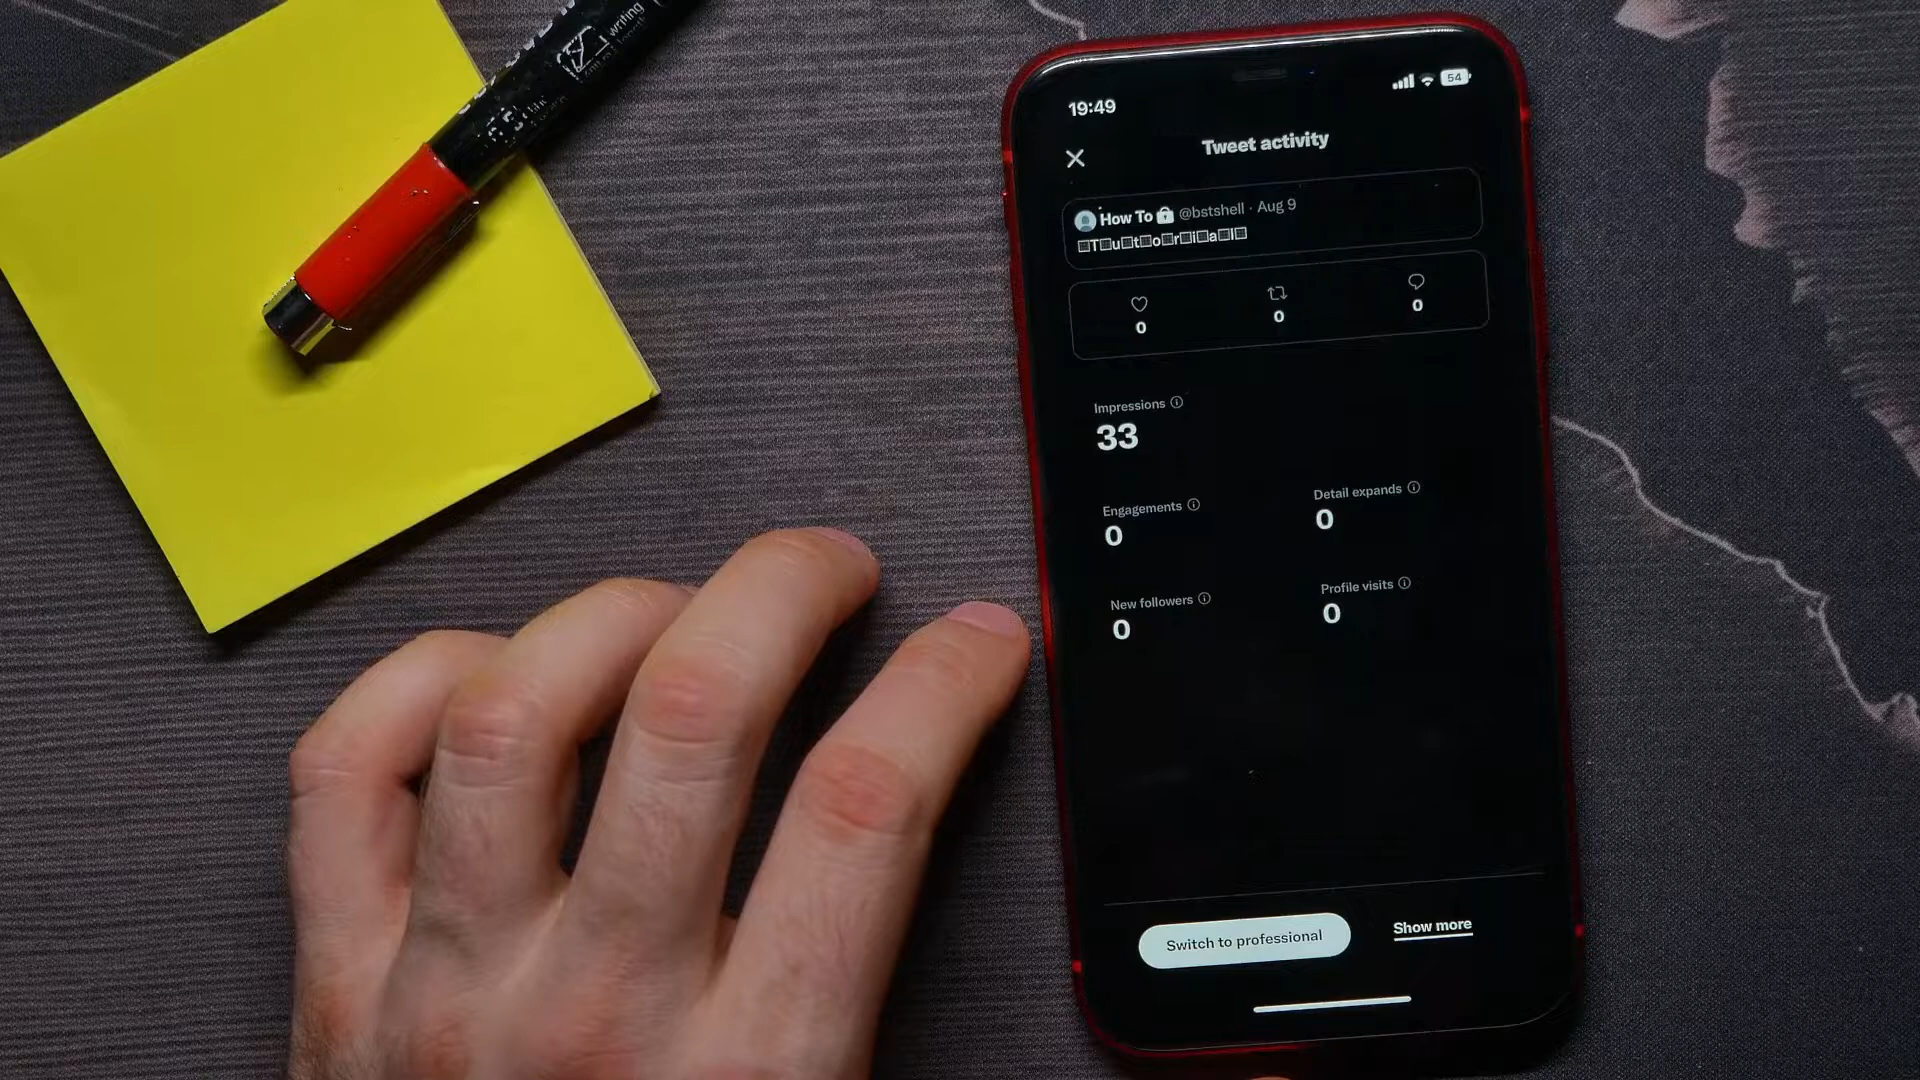 writing
19:49
54
Tweet activity
How To @bstshell · Aug 9
T u t o r i a l
0 0 0
Impressions
33
Engagements Detail expands
0 0
New followers Profile visits
0 0
Switch to professional Show more